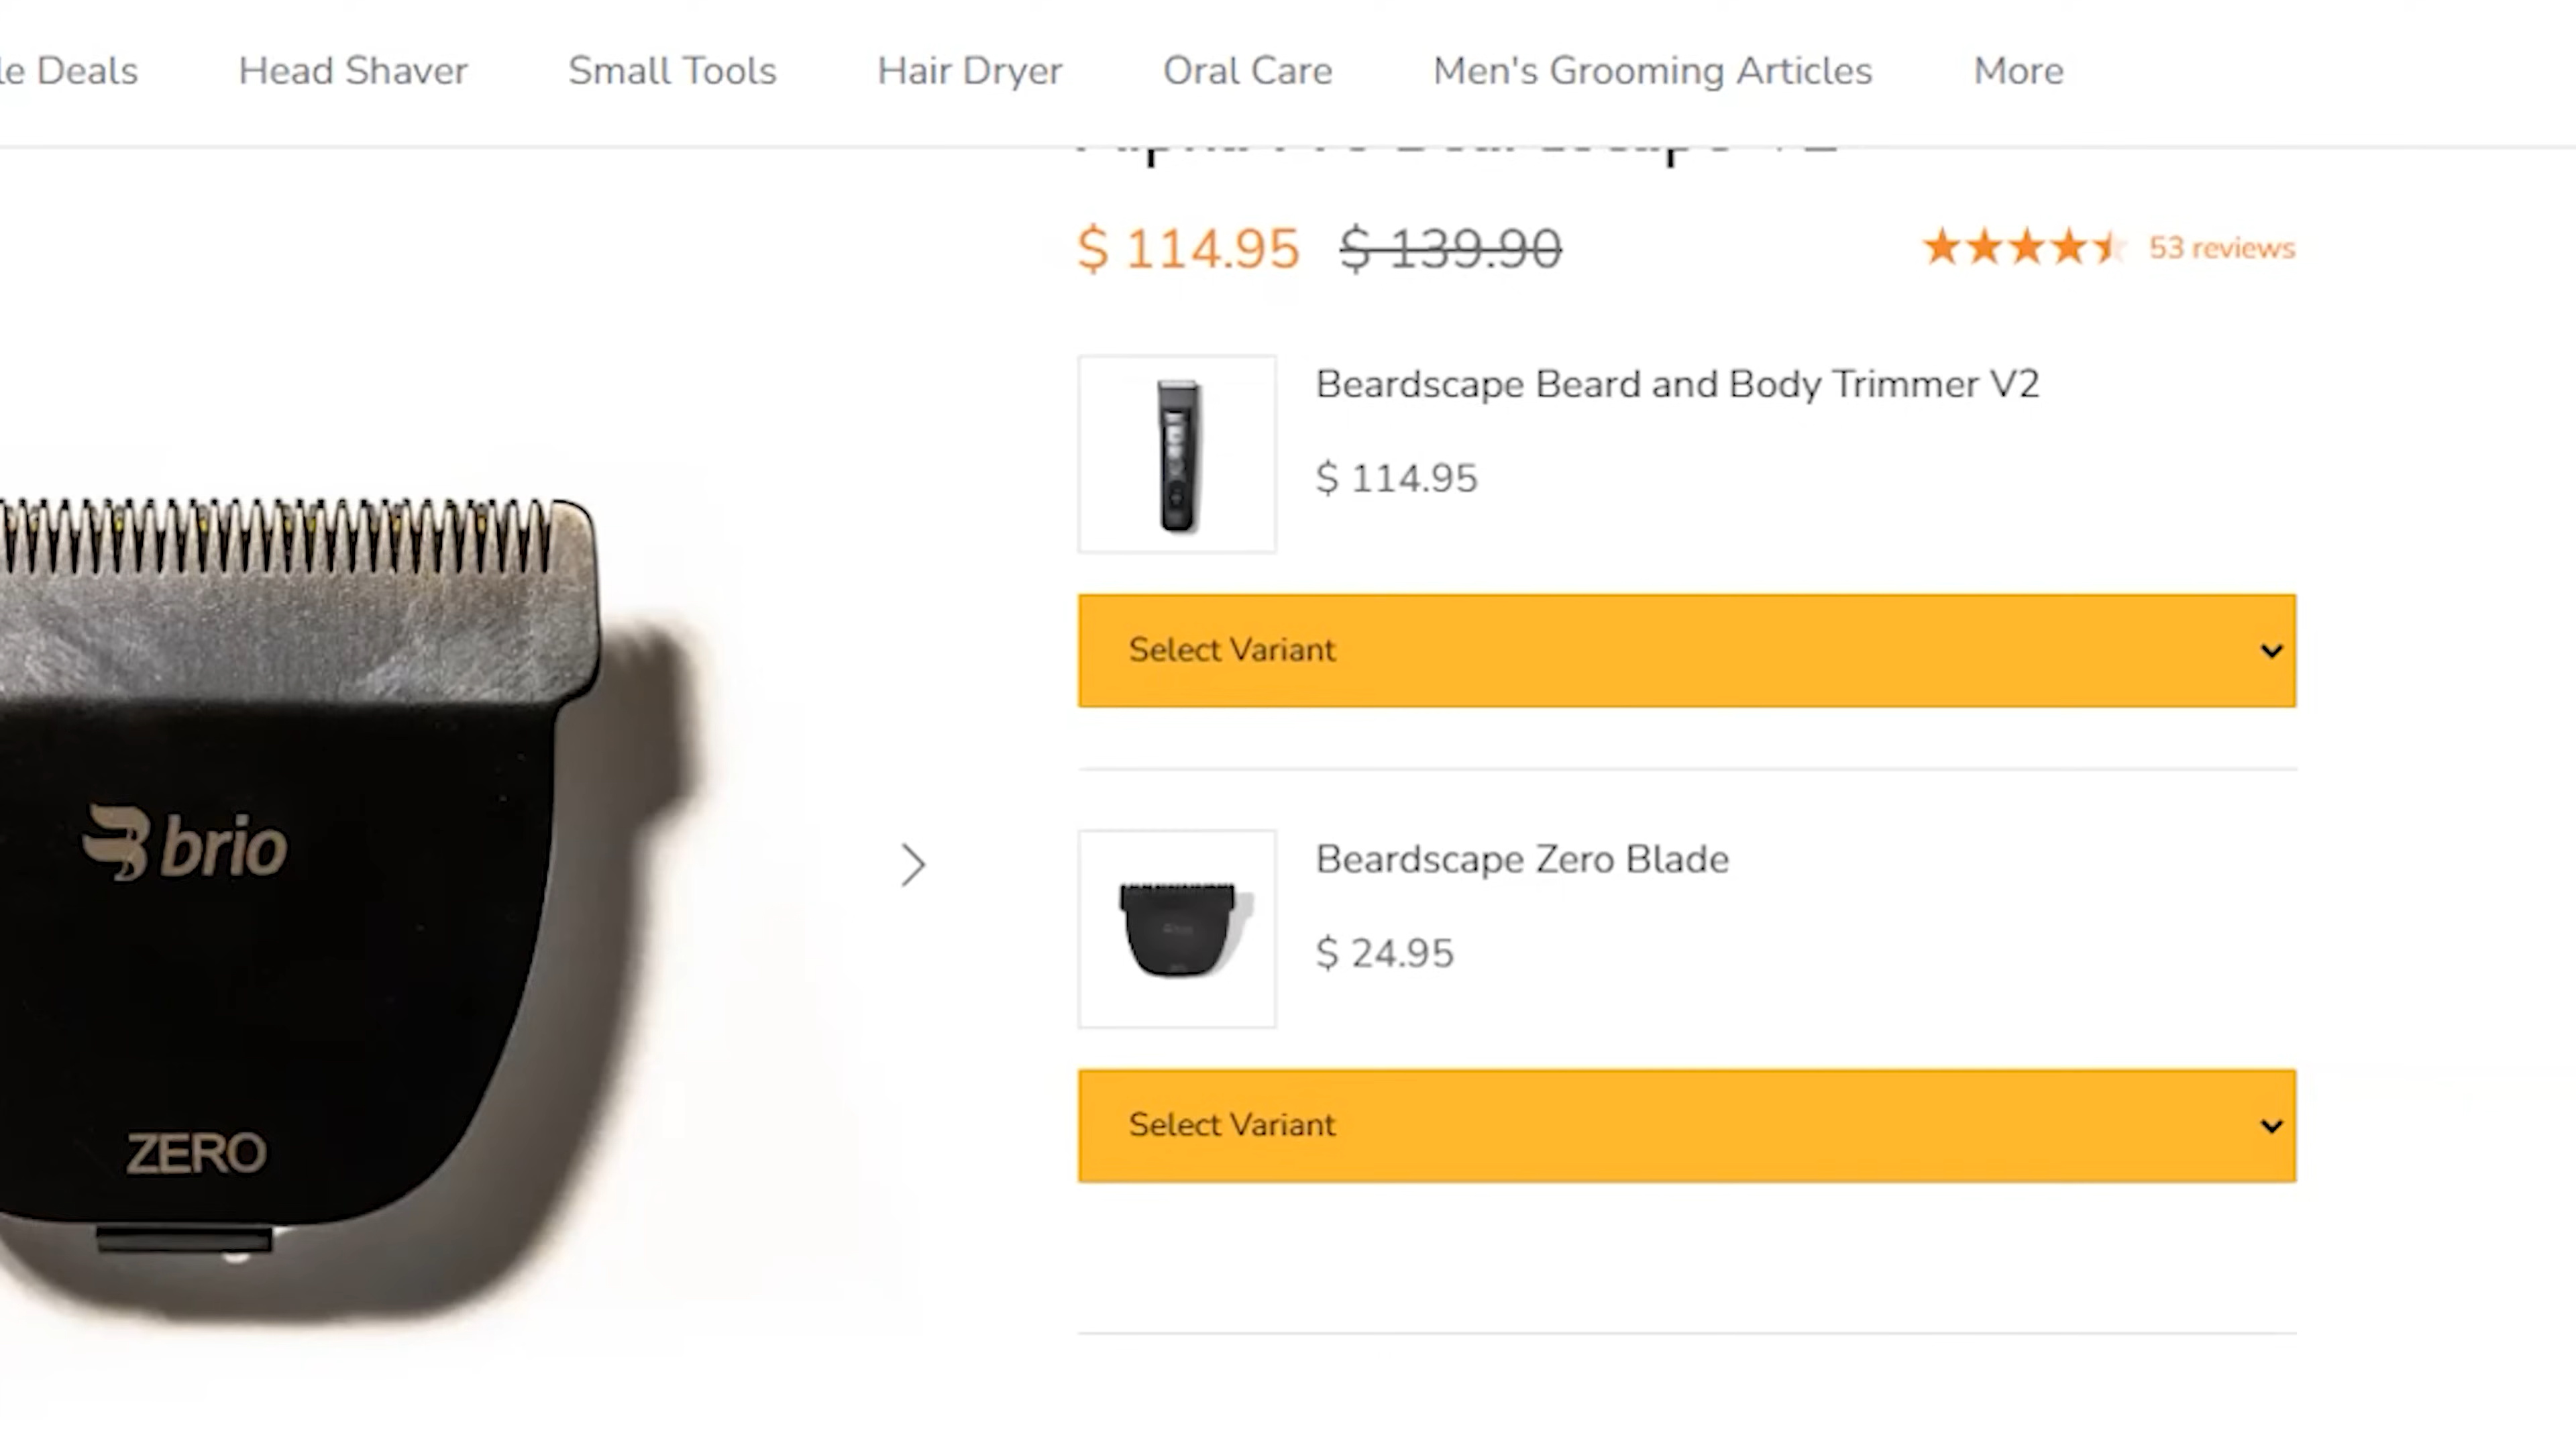 le Deals Head Shaver Small Tools Hair Dryer Oral Care Men's Grooming Articles More
$ 114.95 $ 139.90 53 reviews
Beardscape Beard and Body Trimmer V2
$ 114.95
Select Variant
brio
Beardscape Zero Blade
$ 24.95
Select Variant
ZERO